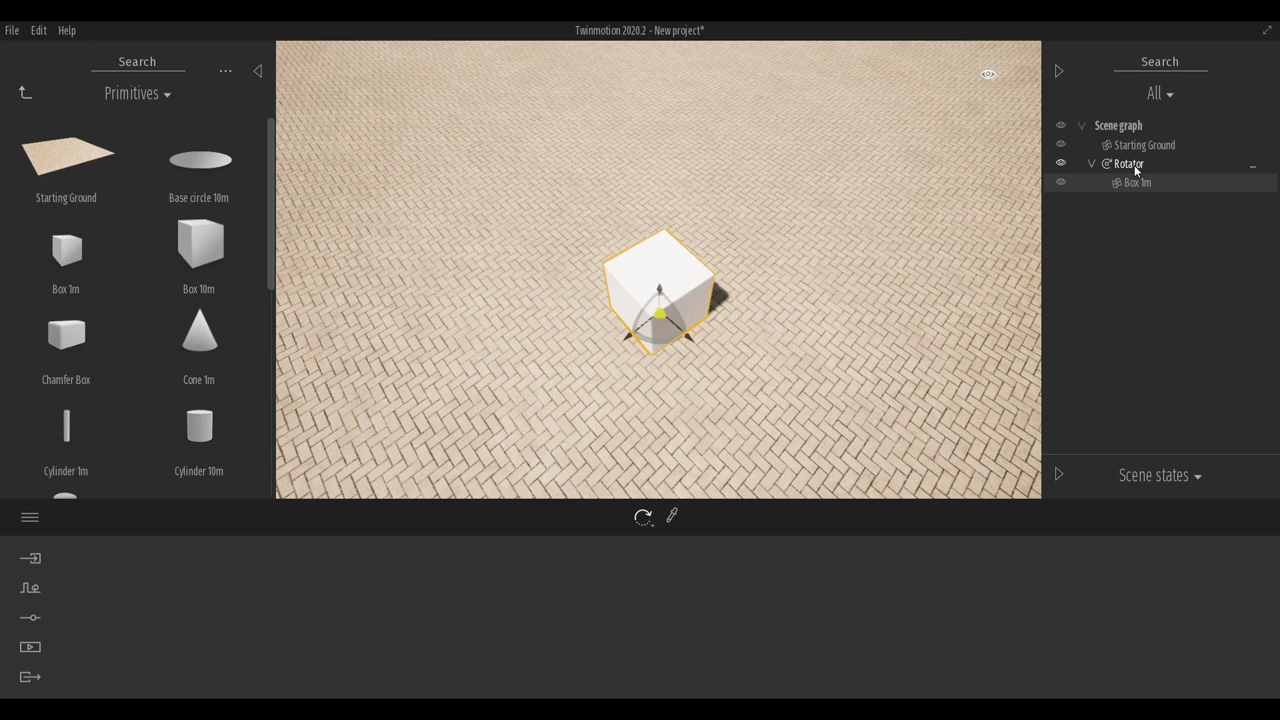 File Edit Help
Twinmotion 2020.2 - New project*
Search
...
Primitives
Starting Ground
Base circle 10m
Box 1m
Box 10m
Chamfer Box
Cone 1m
Cylinder 1m
Cylinder 10m
Search
All
Scene graph
Starting Ground
Rotator
...
Box 1m
Scene states